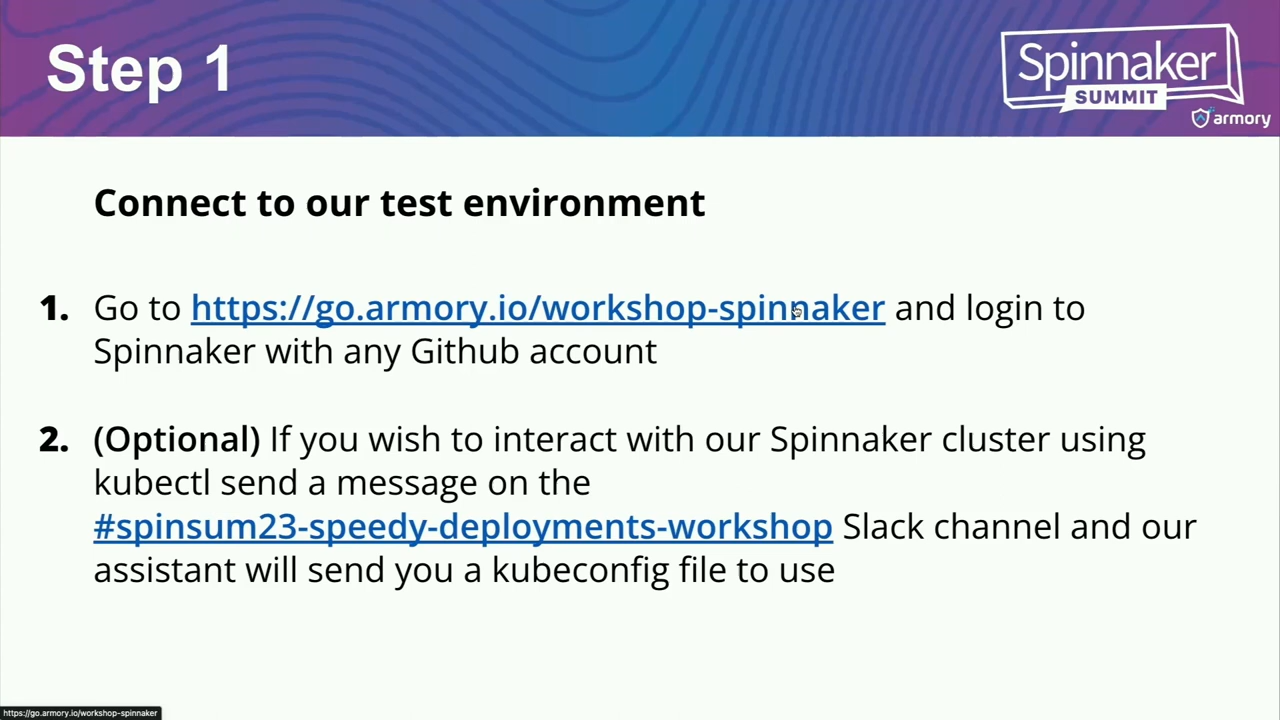 Step 1
Spinnaker
SUMMIT
armory
Connect to our test environment
1. Go to https://go.armory.io/workshop-spinnaker and login to
Spinnaker with any Github account
2. (Optional) If you wish to interact with our Spinnaker cluster using
kubectl send a message on the
#spinsum23-speedy-deployments-workshop Slack channel and our
assistant will send you a kubeconfig file to use
https://go.armory.io/workshop-spinnaker